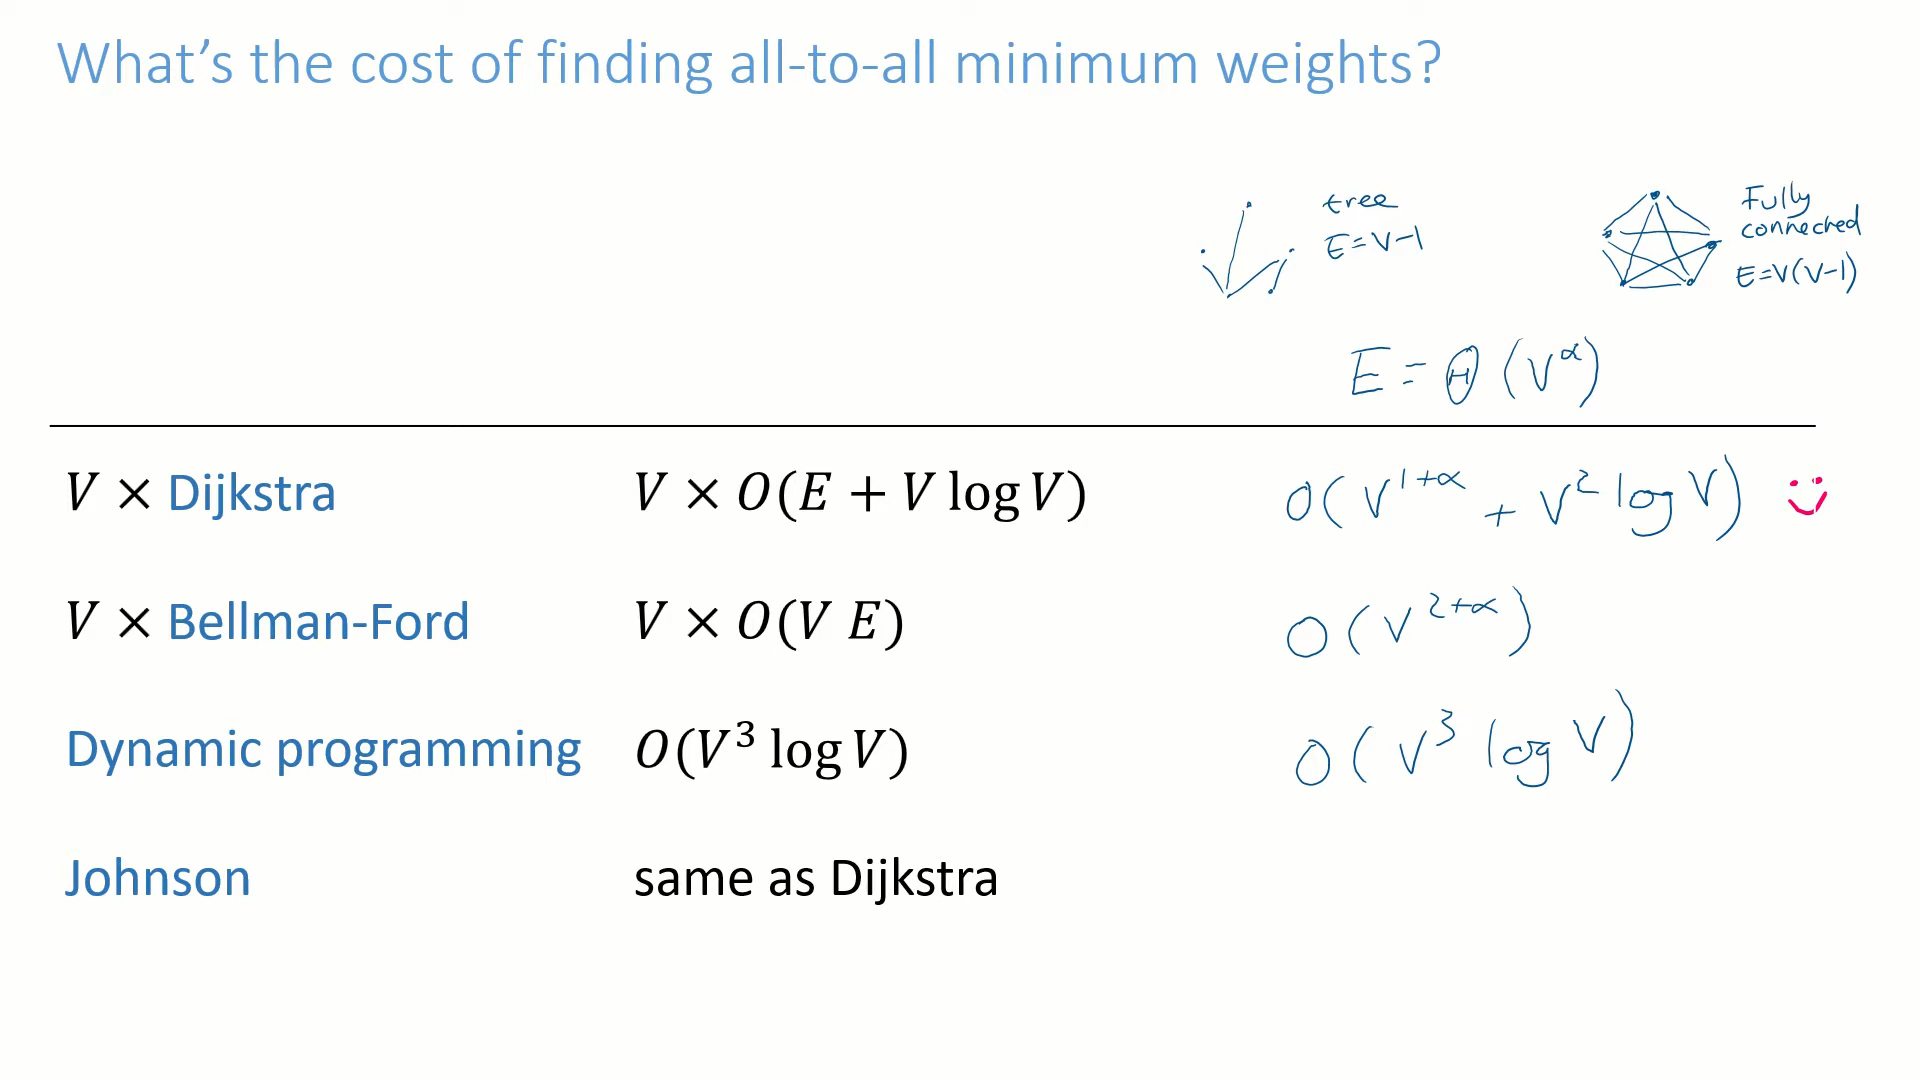 What's the cost of finding all-to-all minimum weights?
tree
E=V-1
Fully
connected
E=V(V-1)
E = Θ(V^α)
V × Dijkstra V × O(E + V log V) O(V^{1+α} + V^2 log V)
V × Bellman-Ford V × O(V E) O(V^{2+α})
Dynamic programming O(V^3 log V) O(V^3 log V)
Johnson same as Dijkstra